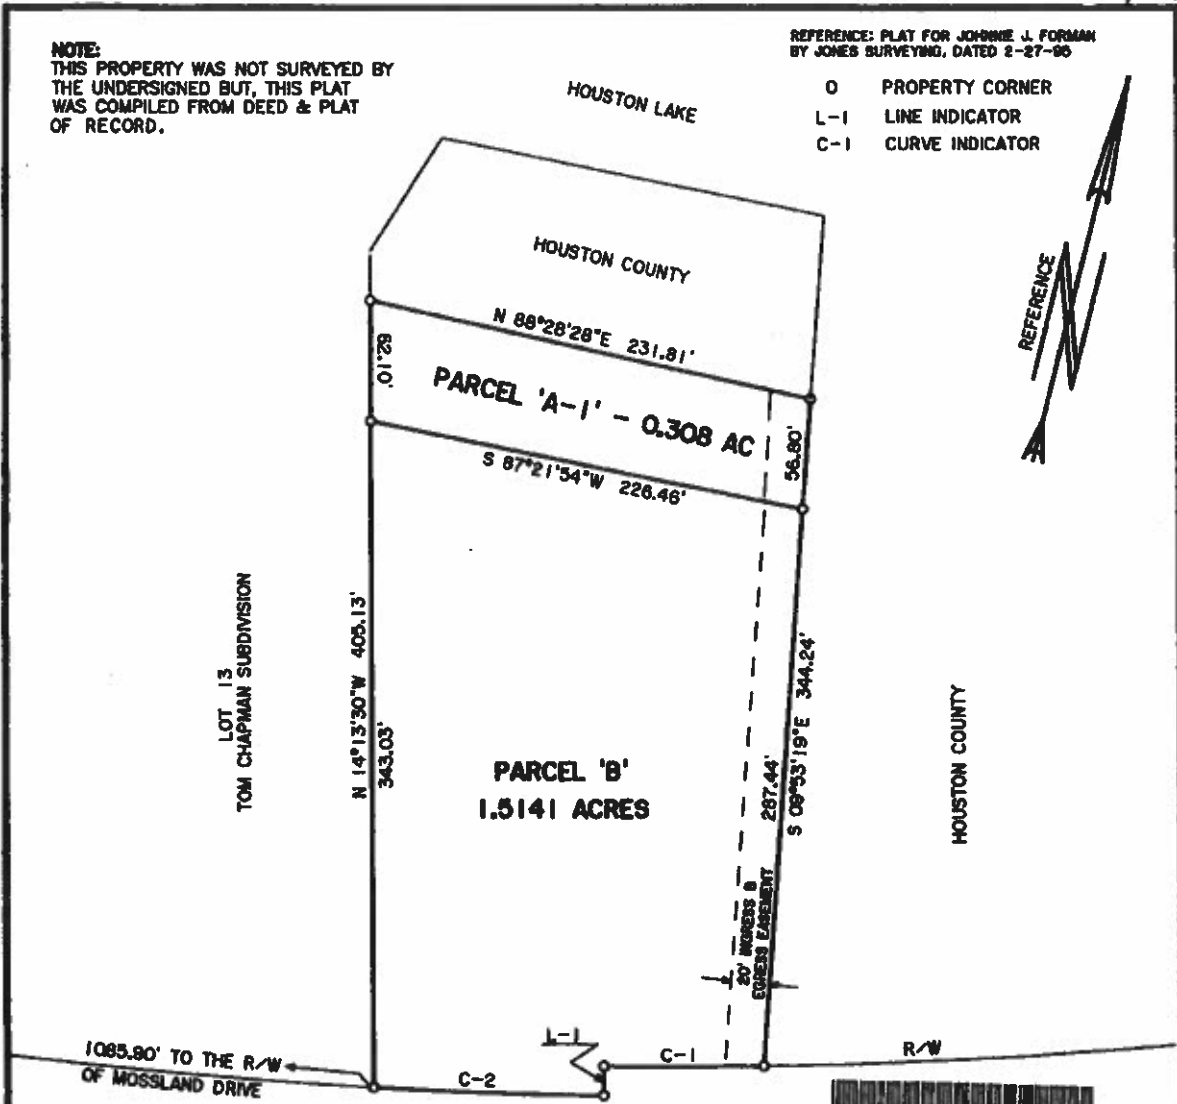 NOTE:
THIS PROPERTY WAS NOT SURVEYED BY
THE UNDERSIGNED BUT, THIS PLAT
WAS COMPILED FROM DEED & PLAT
OF RECORD.
REFERENCE: PLAT FOR JOHNNIE J. FORMAN
BY JONES SURVEYING, DATED 2-27-96
O PROPERTY CORNER
L-1 LINE INDICATOR
C-1 CURVE INDICATOR
HOUSTON LAKE
HOUSTON COUNTY
REFERENCE
N 88°28'28"E 231.81'
62.10'
PARCEL 'A-1' - 0.308 AC
56.80'
S 87°21'54"W 226.46'
LOT 13
TOM CHAPMAN SUBDIVISION
N 14°13'30"W 405.13'
343.03'
PARCEL 'B'
1.5141 ACRES
287.44'
S 09°53'19"E 344.24'
HOUSTON COUNTY
20' INGRESS &
EGRESS EASEMENT
L-1
C-1
R/W
1085.90' TO THE R/W
OF MOSSLAND DRIVE
C-2